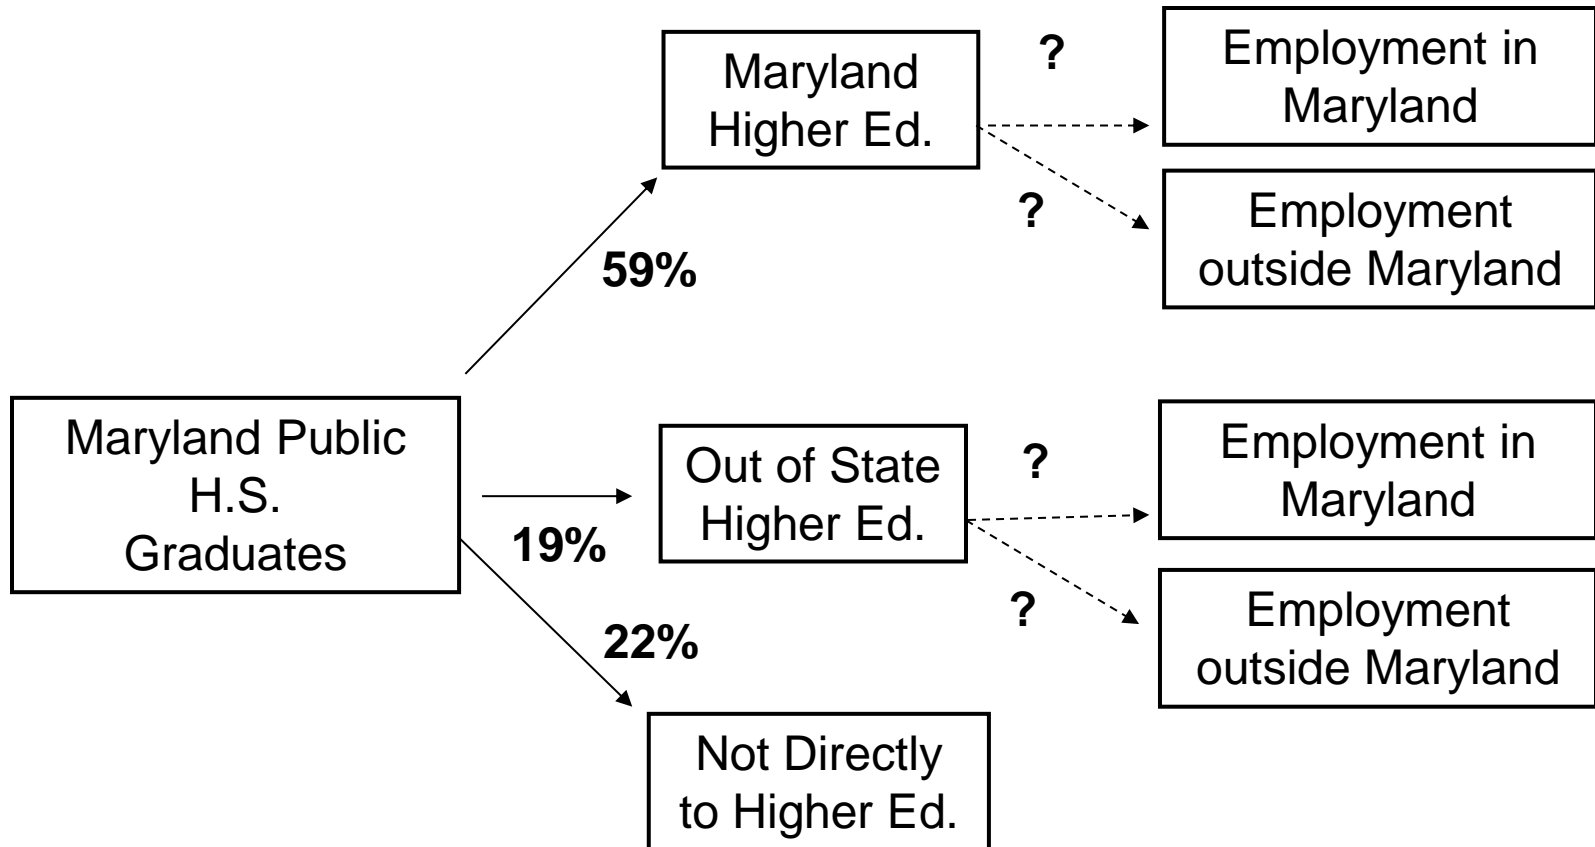 Maryland
Higher Ed.
?
?
59%
Employment in
Maryland
Employment
outside Maryland
Maryland Public
H.S.
Graduates
19%
22%
Out of State
Higher Ed.
?
?
Employment in
Maryland
Employment
outside Maryland
Not Directly
to Higher Ed.